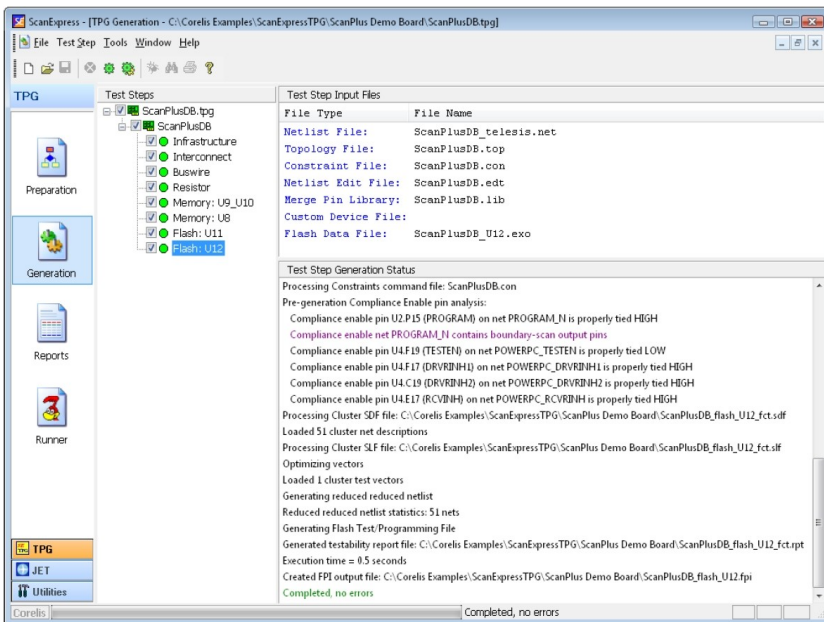 ScanExpress - [TPG Generation - C:\Corelis Examples\ScanExpressTPG\ScanPlus Demo Board\ScanPlusDB.tpg]
File Test Step Tools Window Help
TPG
Preparation
Generation
Reports
Runner
TPG
JET
Utilities
Test Steps
ScanPlusDB.tpg
ScanPlusDB
Infrastructure
Interconnect
Buswire
Resistor
Memory: U9_U10
Memory: U8
Flash: U11
Flash: U12
Test Step Input Files
File Type File Name
Netlist File: ScanPlusDB_telesis.net
Topology File: ScanPlusDB.top
Constraint File: ScanPlusDB.con
Netlist Edit File: ScanPlusDB.edt
Merge Pin Library: ScanPlusDB.lib
Custom Device File:
Flash Data File: ScanPlusDB_U12.exo
Test Step Generation Status
Processing Constraints command file: ScanPlusDB.con
Pre-generation Compliance Enable pin analysis:
Compliance enable pin U2.P15 (PROGRAM) on net PROGRAM_N is properly tied HIGH
Compliance enable net PROGRAM_N contains boundary-scan output pins
Compliance enable pin U4.F19 (TESTEN) on net POWERPC_TESTEN is properly tied LOW
Compliance enable pin U4.F17 (DRVRINH1) on net POWERPC_DRVRINH1 is properly tied HIGH
Compliance enable pin U4.C19 (DRVRINH2) on net POWERPC_DRVRINH2 is properly tied HIGH
Compliance enable pin U4.E17 (RCVINH) on net POWERPC_RCVRINH is properly tied HIGH
Processing Cluster SDF file: C:\Corelis Examples\ScanExpressTPG\ScanPlus Demo Board\ScanPlusDB_flash_U12_fct.sdf
Loaded 51 cluster net descriptions
Processing Cluster SLF file: C:\Corelis Examples\ScanExpressTPG\ScanPlus Demo Board\ScanPlusDB_flash_U12_fct.slf
Optimizing vectors
Loaded 1 cluster test vectors
Generating reduced reduced netlist
Reduced reduced netlist statistics: 51 nets
Generating Flash Test/Programming File
Generated testability report file: C:\Corelis Examples\ScanExpressTPG\ScanPlus Demo Board\ScanPlusDB_flash_U12_fct.rpt
Execution time = 0.5 seconds
Created FPI output file: C:\Corelis Examples\ScanExpressTPG\ScanPlus Demo Board\ScanPlusDB_flash_U12.fpi
Completed, no errors
Corelis
Completed, no errors